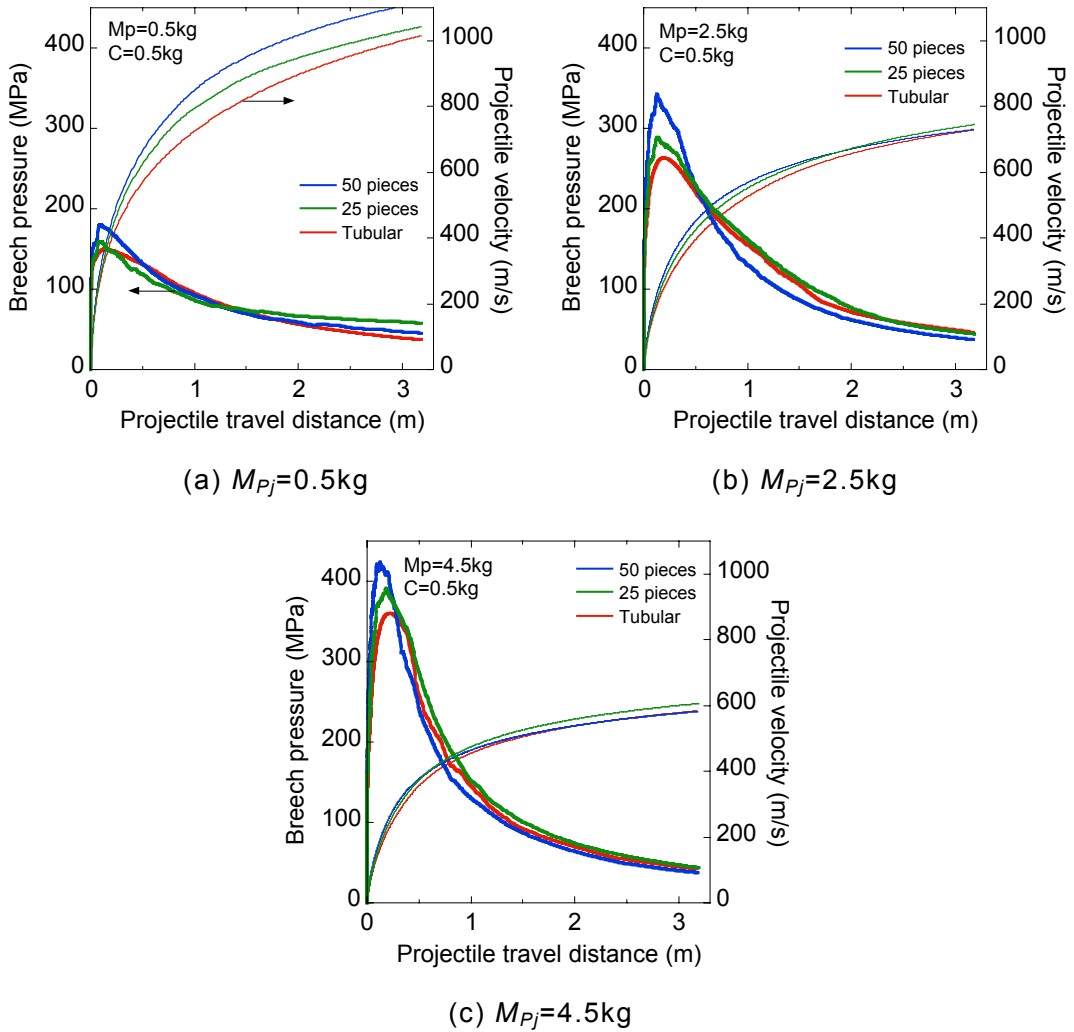 Mp=0.5kg
C=0.5kg
50 pieces
25 pieces
Tubular
Breech pressure (MPa)
400
300
200
100
0
Projectile velocity (m/s)
1000
800
600
400
200
0
0 1 2 3
Projectile travel distance (m)
(a) MPj=0.5kg
Mp=2.5kg
C=0.5kg
50 pieces
25 pieces
Tubular
Breech pressure (MPa)
400
300
200
100
0
Projectile velocity (m/s)
1000
800
600
400
200
0
0 1 2 3
Projectile travel distance (m)
(b) MPj=2.5kg
Mp=4.5kg
C=0.5kg
50 pieces
25 pieces
Tubular
Breech pressure (MPa)
400
300
200
100
0
Projectile velocity (m/s)
1000
800
600
400
200
0
0 1 2 3
Projectile travel distance (m)
(c) MPj=4.5kg